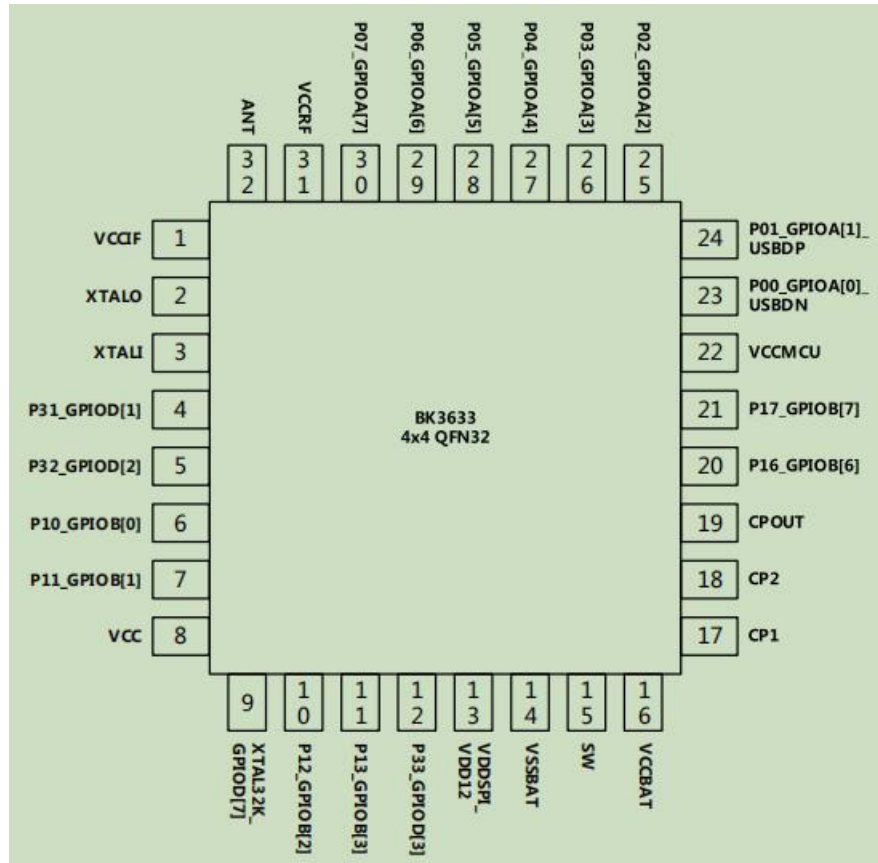 P07_GPIOA[7]
P06_GPIOA[6]
P05_GPIOA[5]
P04_GPIOA[4]
P03_GPIOA[3]
P02_GPIOA[2]
ANT
VCCRF
32
31
30
29
28
27
26
25
VCCIF 1
XTALO 2
XTALI 3
P31_GPIOD[1] 4
P32_GPIOD[2] 5
P10_GPIOB[0] 6
P11_GPIOB[1] 7
VCC 8
BK3633
4x4 QFN32
24 P01_GPIOA[1]_
USBDP
23 P00_GPIOA[0]_
USBDN
22 VCCMCU
21 P17_GPIOB[7]
20 P16_GPIOB[6]
19 CPOUT
18 CP2
17 CP1
9
10
11
12
13
14
15
16
XTAL32K_
GPIOD[7]
P12_GPIOB[2]
P13_GPIOB[3]
P33_GPIOD[3]
VDDSPI_
VDD12
VSSBAT
SW
VCCBAT